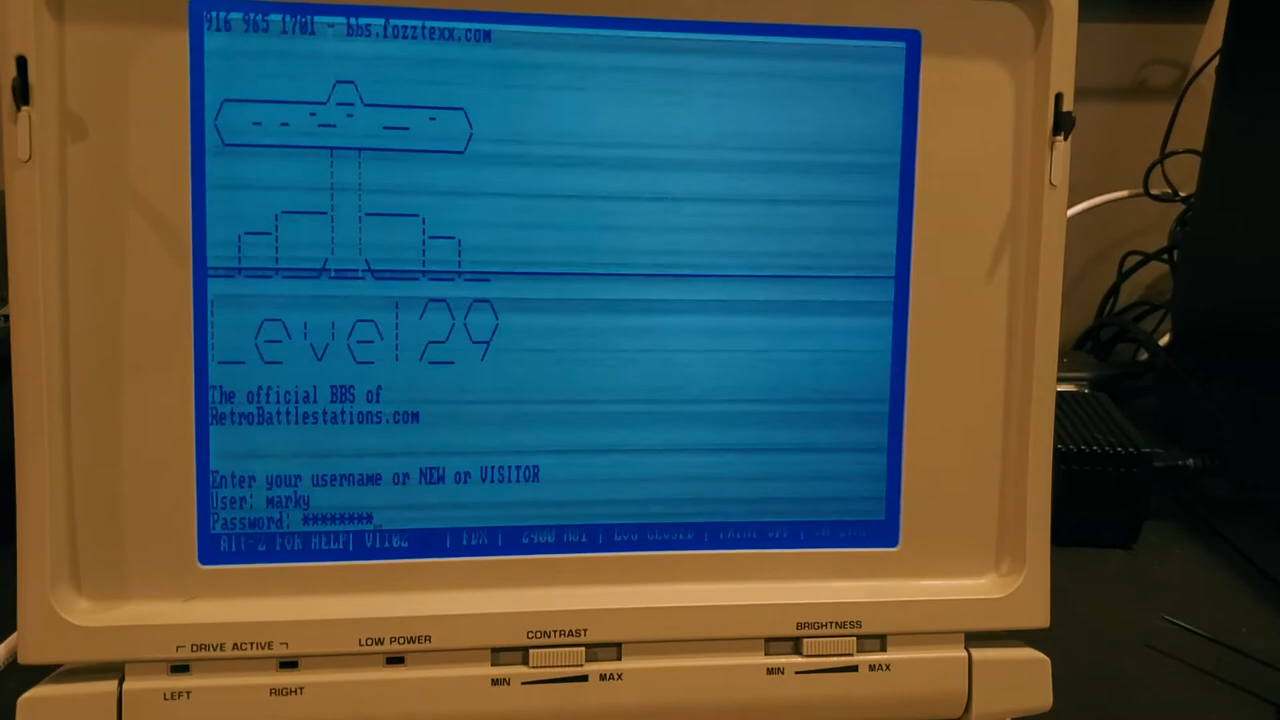 916 965 1701 - bbs.fozztexx.com
Level 29
The official BBS of
RetroBattlestations.com
Enter your username or NEW or VISITOR
User: marky
Password: ********_
Alt-Z FOR HELP| VT102 | FDX | 2400 N81 | LOG CLOSED | PRINT OFF |
DRIVE ACTIVE LOW POWER CONTRAST BRIGHTNESS
LEFT RIGHT MIN MAX MIN MAX